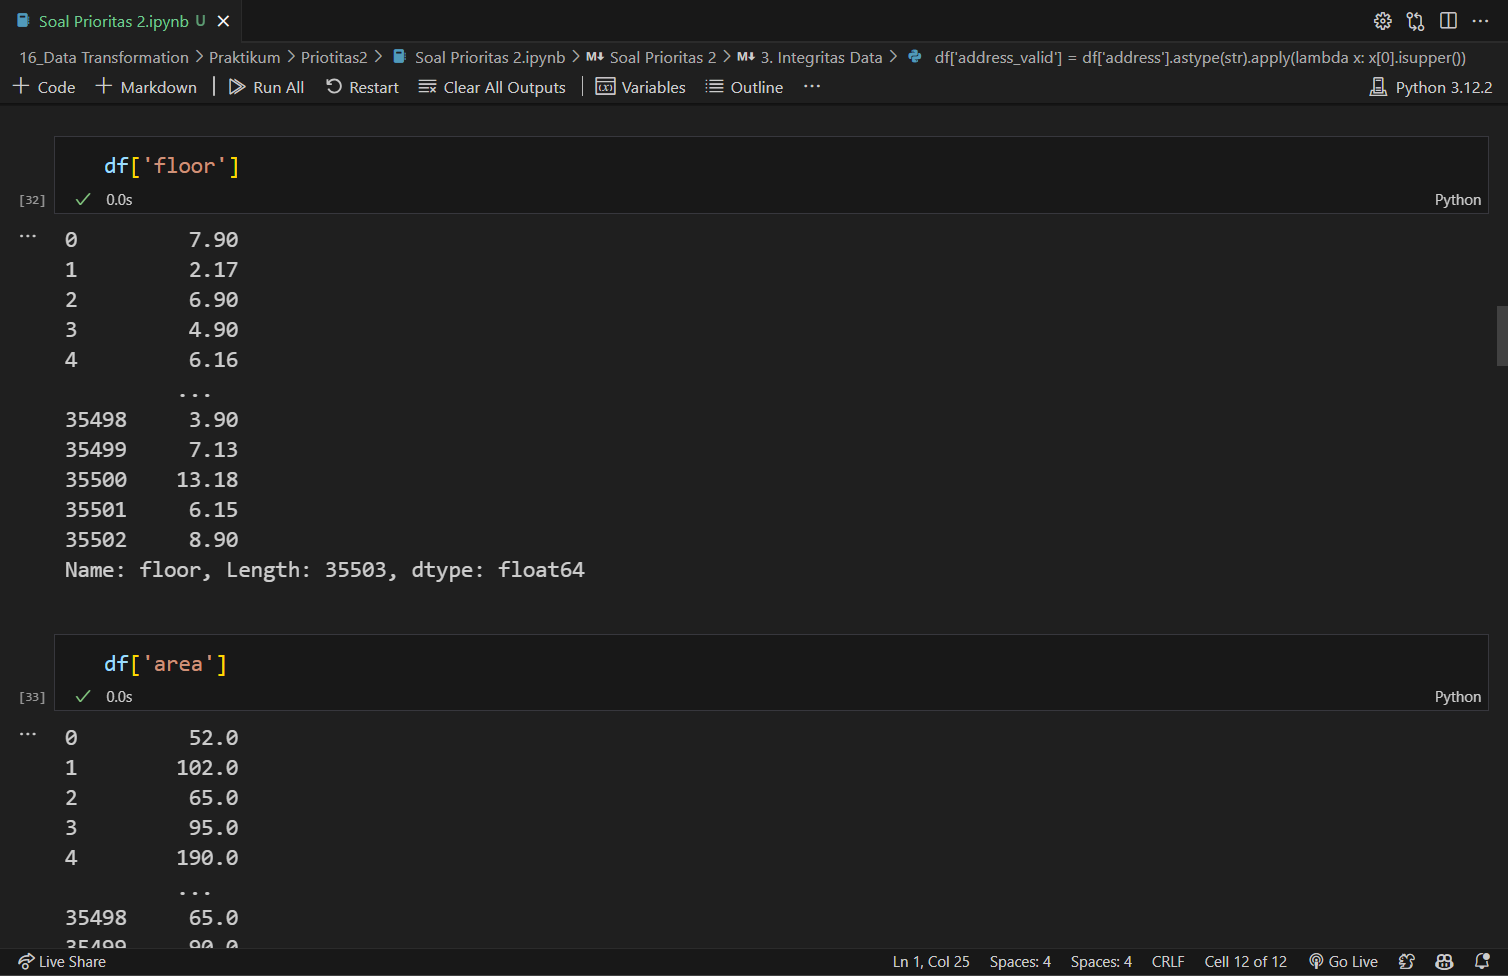 Soal Prioritas 2.ipynb U
16_Data Transformation > Praktikum > Priotitas2 > Soal Prioritas 2.ipynb > M↓ Soal Prioritas 2 > M↓ 3. Integritas Data > df['address_valid'] = df['address'].astype(str).apply(lambda x: x[0].isupper())
+ Code + Markdown | Run All Restart Clear All Outputs | Variables Outline ... Python 3.12.2
df['floor']
[32] ✓ 0.0s Python
... 0 7.90
1 2.17
2 6.90
3 4.90
4 6.16
...
35498 3.90
35499 7.13
35500 13.18
35501 6.15
35502 8.90
Name: floor, Length: 35503, dtype: float64
df['area']
[33] ✓ 0.0s Python
... 0 52.0
1 102.0
2 65.0
3 95.0
4 190.0
...
35498 65.0
35499 90.0
Live Share Ln 1, Col 25 Spaces: 4 Spaces: 4 CRLF Cell 12 of 12 Go Live